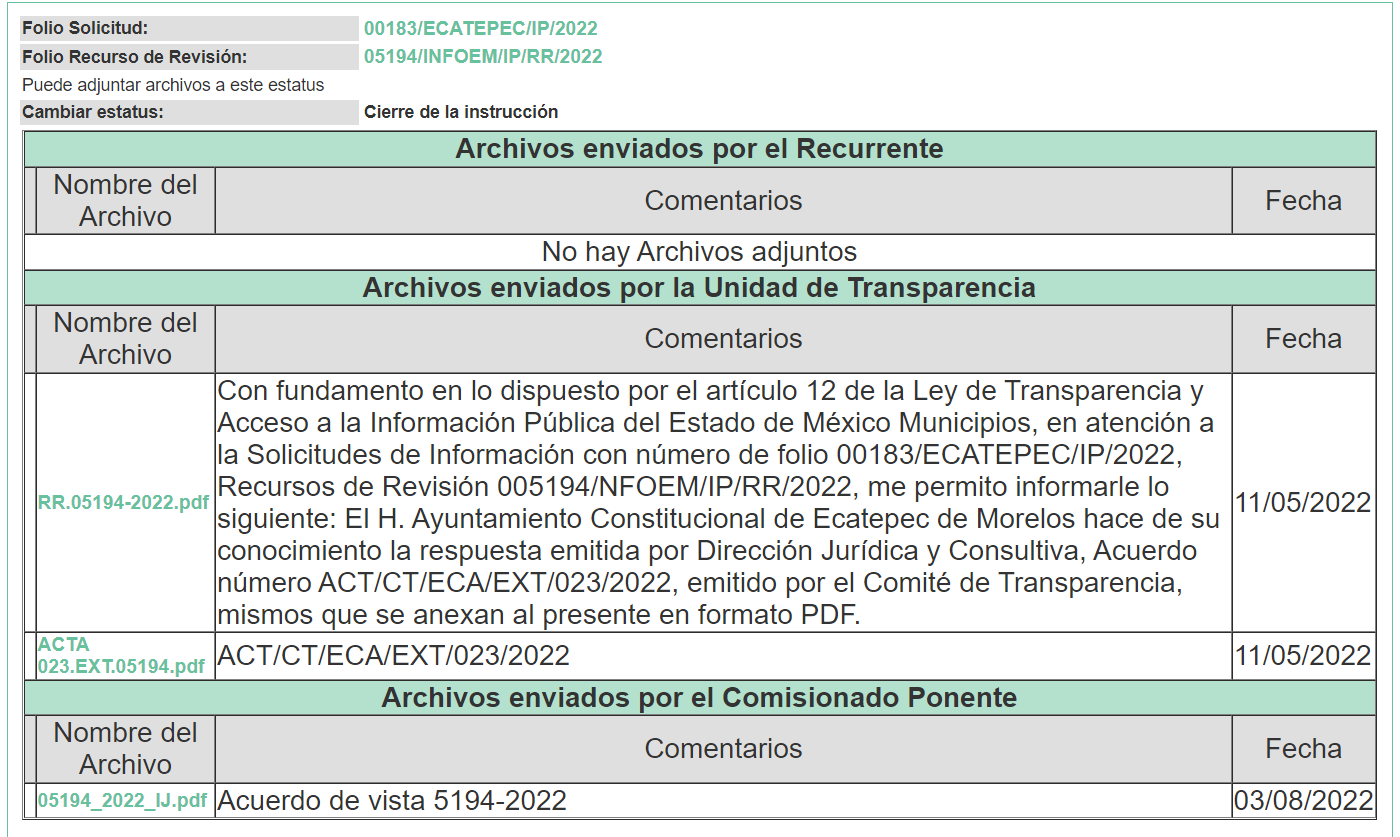 Folio Solicitud: 00183/ECATEPEC/IP/2022
Folio Recurso de Revisión: 05194/INFOEM/IP/RR/2022
Puede adjuntar archivos a este estatus
Cambiar estatus: Cierre de la instrucción
Archivos enviados por el Recurrente
Nombre del
Archivo
Comentarios
Fecha
No hay Archivos adjuntos
Archivos enviados por la Unidad de Transparencia
Nombre del
Archivo
Comentarios
Fecha
RR.05194-2022.pdf
Con fundamento en lo dispuesto por el artículo 12 de la Ley de Transparencia y
Acceso a la Información Pública del Estado de México Municipios, en atención a
la Solicitudes de Información con número de folio 00183/ECATEPEC/IP/2022,
Recursos de Revisión 005194/NFOEM/IP/RR/2022, me permito informarle lo
siguiente: El H. Ayuntamiento Constitucional de Ecatepec de Morelos hace de su
conocimiento la respuesta emitida por Dirección Jurídica y Consultiva, Acuerdo
número ACT/CT/ECA/EXT/023/2022, emitido por el Comité de Transparencia,
mismos que se anexan al presente en formato PDF.
11/05/2022
ACTA
023.EXT.05194.pdf
ACT/CT/ECA/EXT/023/2022
11/05/2022
Archivos enviados por el Comisionado Ponente
Nombre del
Archivo
Comentarios
Fecha
05194_2022_IJ.pdf
Acuerdo de vista 5194-2022
03/08/2022